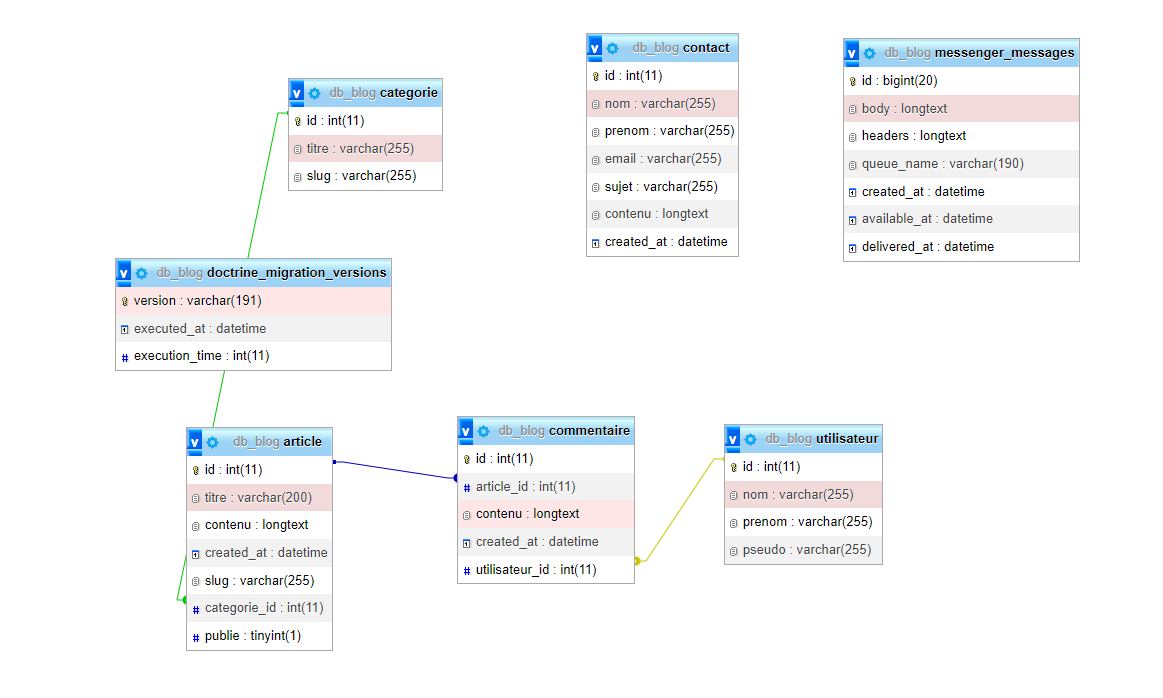 v db_blog contact
id : int(11)
nom : varchar(255)
prenom : varchar(255)
email : varchar(255)
sujet : varchar(255)
contenu : longtext
created_at : datetime
v db_blog messenger_messages
id : bigint(20)
body : longtext
headers : longtext
queue_name : varchar(190)
created_at : datetime
available_at : datetime
delivered_at : datetime
v db_blog categorie
id : int(11)
titre : varchar(255)
slug : varchar(255)
v db_blog doctrine_migration_versions
version : varchar(191)
executed_at : datetime
# execution_time : int(11)
v db_blog article
id : int(11)
titre : varchar(200)
contenu : longtext
created_at : datetime
slug : varchar(255)
# categorie_id : int(11)
# publie : tinyint(1)
v db_blog commentaire
id : int(11)
# article_id : int(11)
contenu : longtext
created_at : datetime
# utilisateur_id : int(11)
v db_blog utilisateur
id : int(11)
nom : varchar(255)
prenom : varchar(255)
pseudo : varchar(255)